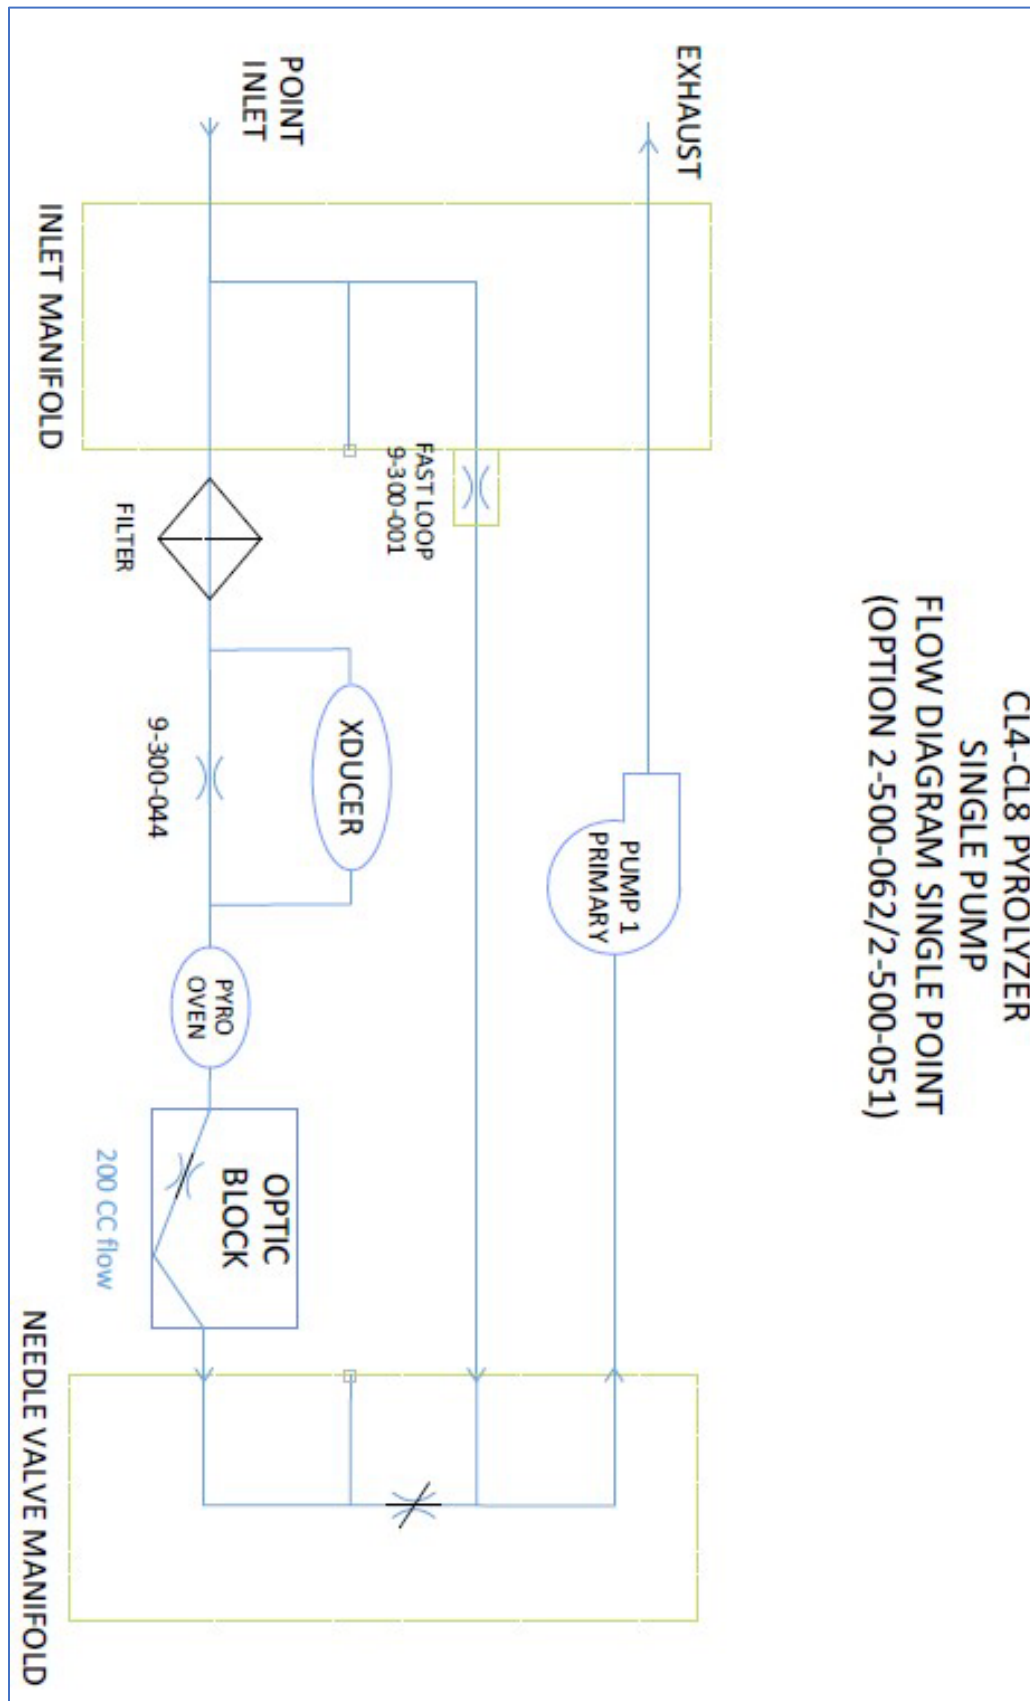 CL4-CL8 PYROLYZER
SINGLE PUMP
FLOW DIAGRAM SINGLE POINT
(OPTION 2-500-062/2-500-051)
EXHAUST
PUMP 1
PRIMARY
FAST LOOP
9-300-001
POINT
INLET
XDUCER
OPTIC
BLOCK
PYRO
OVEN
FILTER
9-300-044
200 CC flow
INLET MANIFOLD
NEEDLE VALVE MANIFOLD